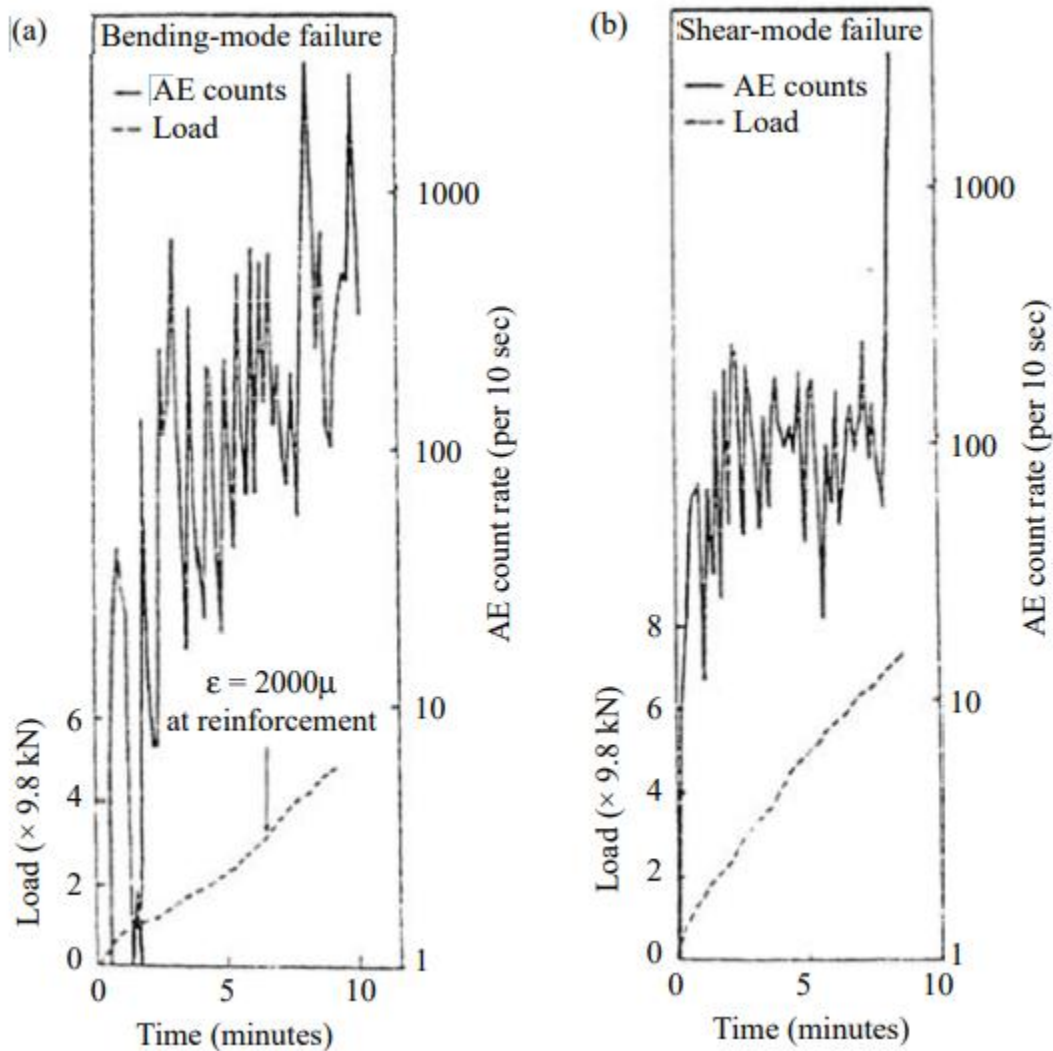 (a)
Bending-mode failure
AE counts
Load
1000
100
10
1
AE count rate (per 10 sec)
ε = 2000μ
at reinforcement
6
4
2
0
Load (× 9.8 kN)
0
5
10
Time (minutes)
(b)
Shear-mode failure
AE counts
Load
1000
100
10
1
AE count rate (per 10 sec)
8
6
4
2
0
Load (× 9.8 kN)
0
5
10
Time (minutes)